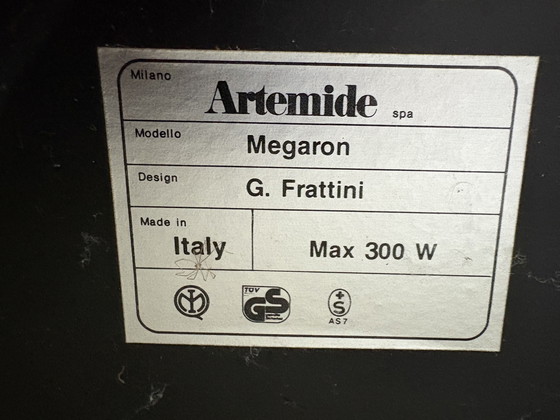 Milano
Artemide spa
Modello
Megaron
Design
G. Frattini
Made in
Italy
Max 300 W
TÜV
GS
+S
AS7